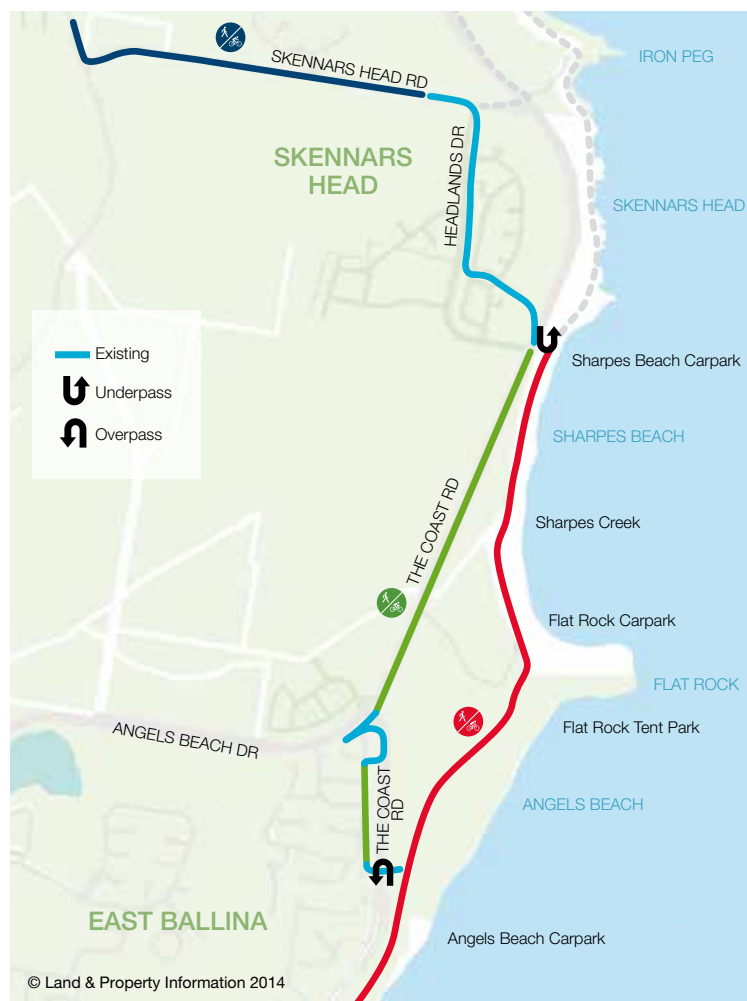 IRON PEG
SKENNARS HEAD RD
SKENNARS
HEAD
HEADLANDS DR
SKENNARS HEAD
Existing
Underpass
Overpass
Sharpes Beach Carpark
SHARPES BEACH
THE COAST RD
Sharpes Creek
Flat Rock Carpark
FLAT ROCK
ANGELS BEACH DR
Flat Rock Tent Park
THE COAST
RD
ANGELS BEACH
EAST BALLINA
Angels Beach Carpark
© Land & Property Information 2014